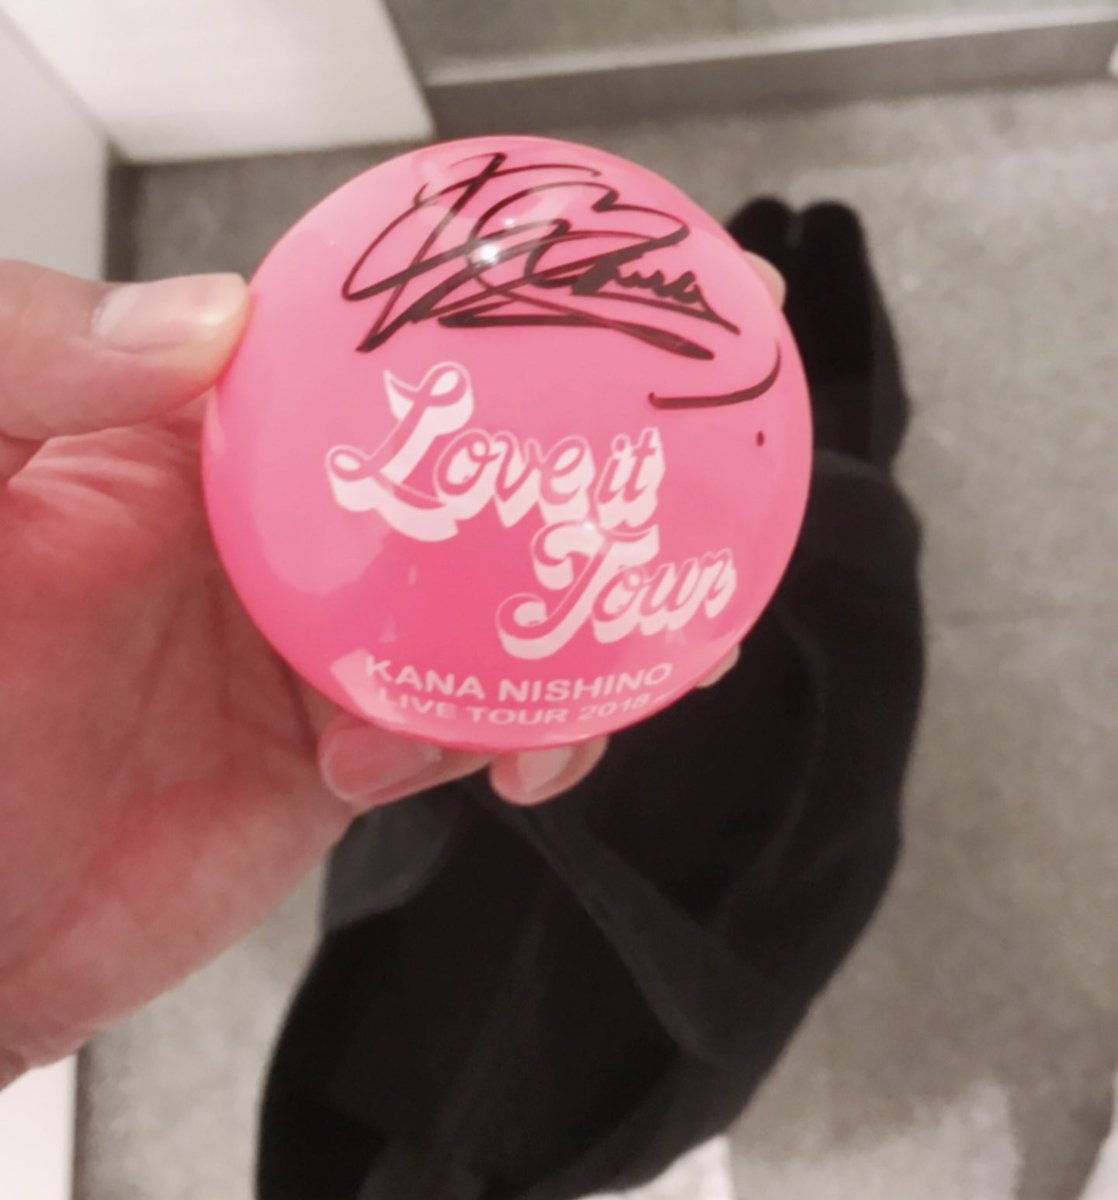 Love it
Tour
KANA NISHINO
LIVE TOUR 2018